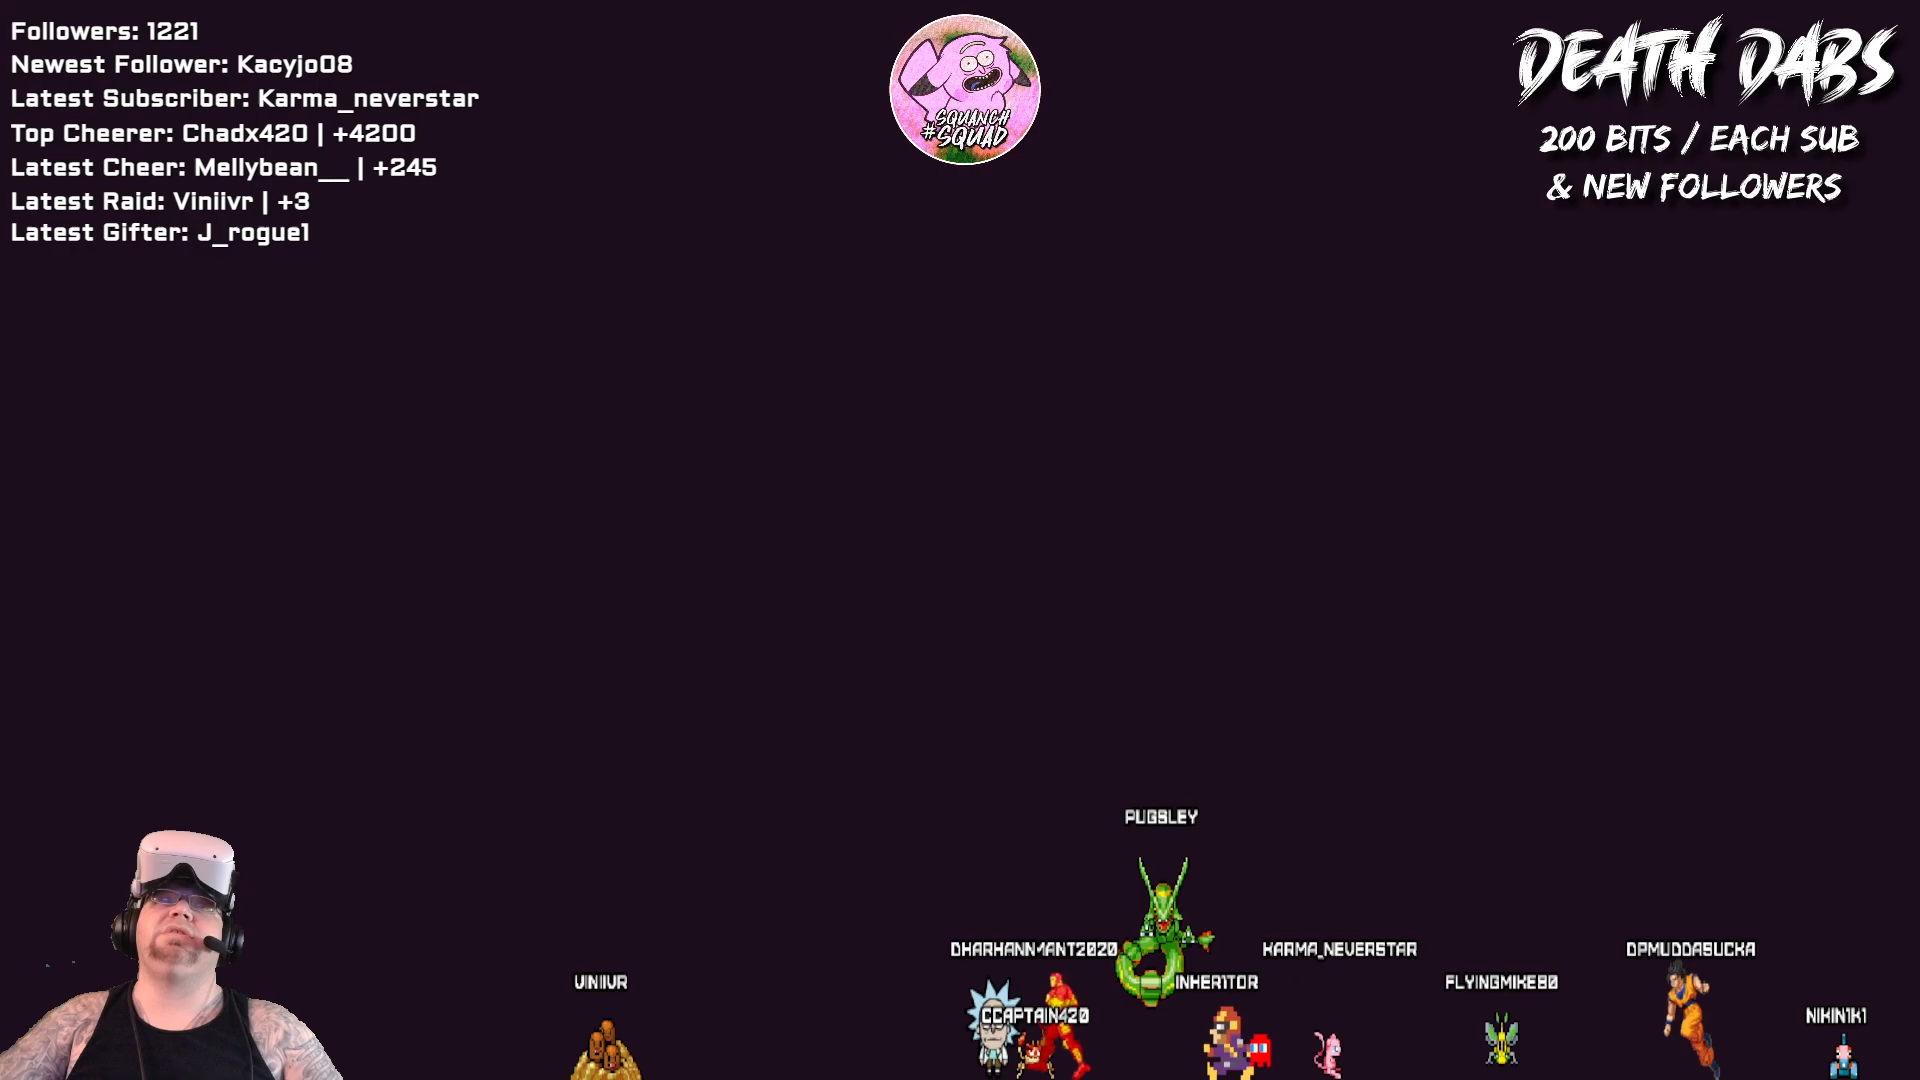 Followers: 1221
Newest Follower: Kacyjo08
Latest Subscriber: Karma_neverstar
Top Cheerer: Chadx420 | +4200
Latest Cheer: Mellybean__ | +245
Latest Raid: Viniivr | +3
Latest Gifter: J_rogue1
SQUANCH
#SQUAD
DEATH DABS
200 BITS / EACH SUB
& NEW FOLLOWERS
PUGSLEY
DHARHANNMANT2020
KARMA_NEVERSTAR
DPMUDDASUCKA
VINIIVR
INHER1TOR
FLYINGMIKE80
CCAPTAIN420
NIKIN1K1